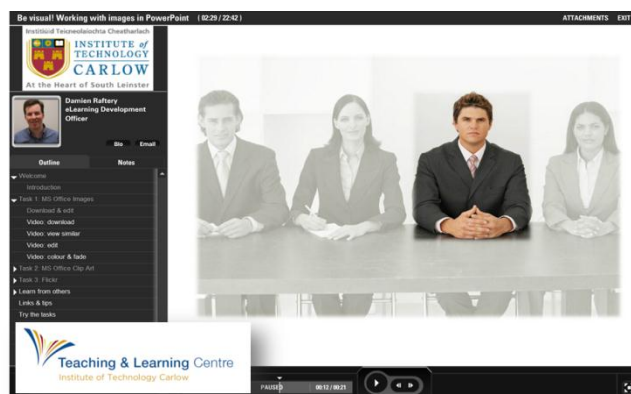 Be visual! Working with images in PowerPoint ( 02:29 / 22:42 )
ATTACHMENTS EXIT
Institiúid Teicneolaíochta Cheatharlach
INSTITUTE of
TECHNOLOGY
CARLOW
At the Heart of South Leinster
Damien Raftery
eLearning Development
Officer
Bio Email
Outline Notes
Welcome
Introduction
Task 1: MS Office Images
Download & edit
Video: download
Video: view similar
Video: edit
Video: colour & fade
Task 2: MS Office Clip Art
Task 3: Flickr
Learn from others
Links & tips
Try the tasks
Teaching & Learning Centre
Institute of Technology Carlow
PAUSED 00:12 / 00:21